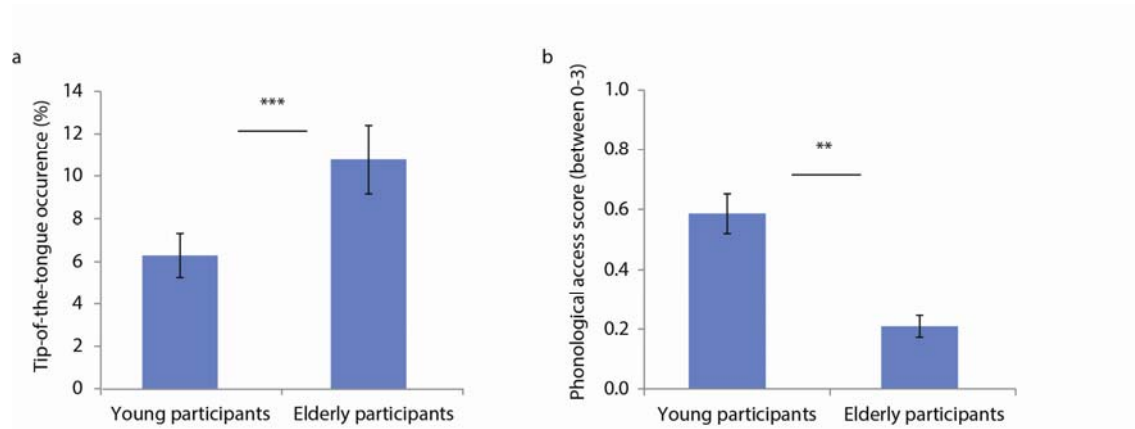 a
Tip-of-the-tongue occurence (%)
14
12
10
8
6
4
2
0
***
Young participants
Elderly participants
b
Phonological access score (between 0-3)
1.0
0.8
0.6
0.4
0.2
0.0
**
Young participants
Elderly participants